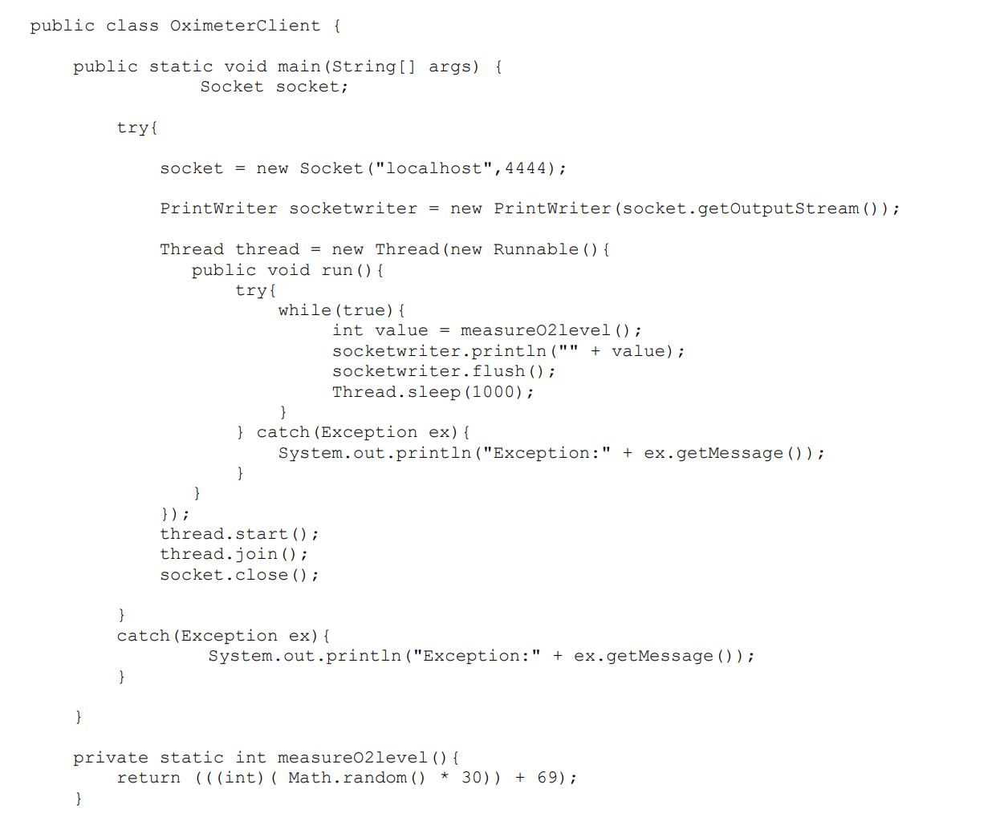 public class OximeterClient {
public static void main(String[] args) {
Socket socket;
try{
socket = new Socket("localhost",4444);
PrintWriter socketwriter = new PrintWriter(socket.getOutputStream());
Thread thread = new Thread(new Runnable(){
public void run(){
try{
while(true){
int value = measureO2level();
socketwriter.println("" + value);
socketwriter.flush();
Thread.sleep(1000);
}
} catch(Exception ex){
System.out.println("Exception:" + ex.getMessage());
}
}
});
thread.start();
thread.join();
socket.close();
}
catch(Exception ex){
System.out.println("Exception:" + ex.getMessage());
}
}
private static int measureO2level(){
return (((int)( Math.random() * 30)) + 69);
}